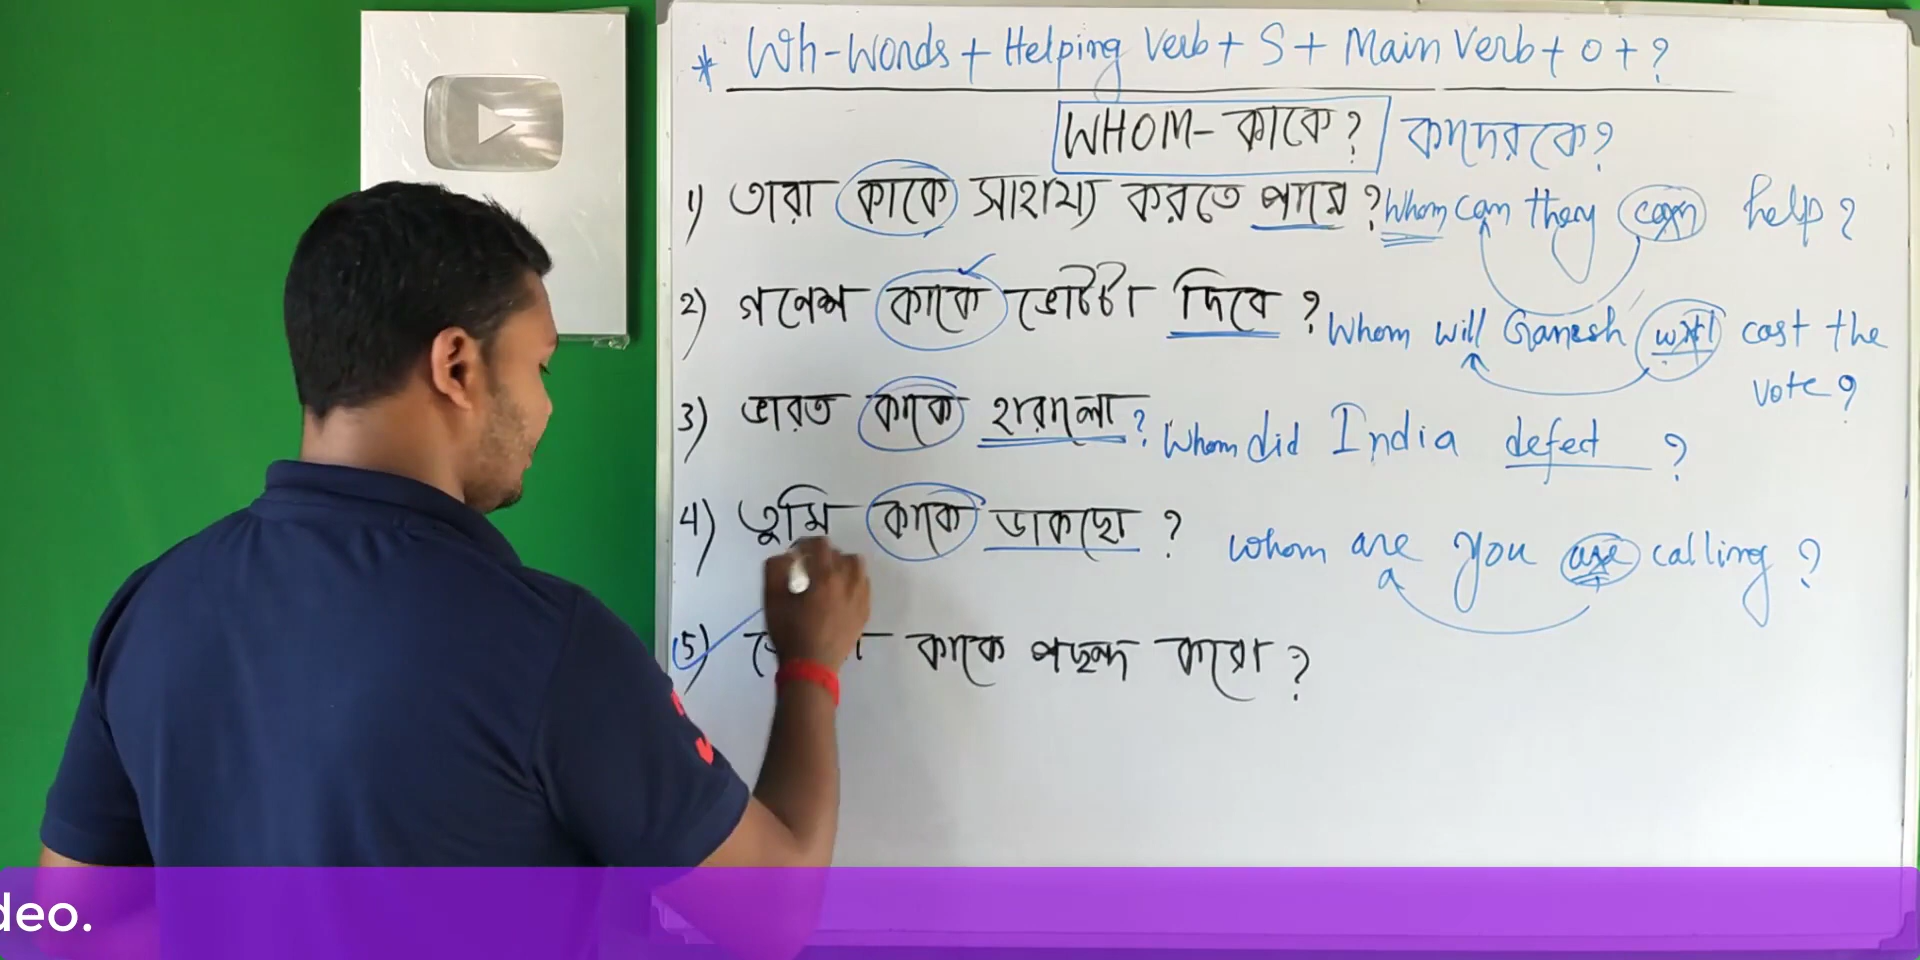 * Wh-Words + Helping Verb + S + Main Verb + O + ?
WHOM- কাকে? কাদেরকে?
1) তারা কাকে সাহায্য করতে পারে ? Whom can they can help ?
2) গনেশ কাকে ভোটটা দিবে ? Whom will Ganesh will cast the
vote ?
3) ভারত কাকে হারালো ? Whom did India defect ?
4) তুমি কাকে ডাকছো ? whom are you are calling ?
5) কাকে পছন্দ করো ?
deo.